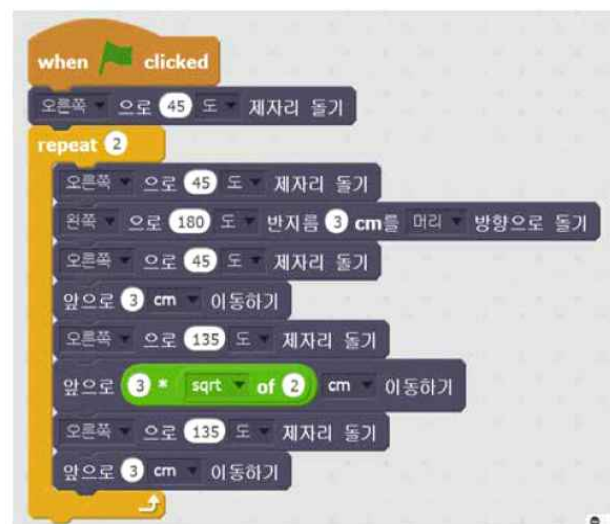 when clicked
오른쪽 으로 45 도 제자리 돌기
repeat 2
오른쪽 으로 45 도 제자리 돌기
왼쪽 으로 180 도 반지름 3 cm를 머리 방향으로 돌기
오른쪽 으로 45 도 제자리 돌기
앞으로 3 cm 이동하기
오른쪽 으로 135 도 제자리 돌기
앞으로 3 * sqrt of 2 cm 이동하기
오른쪽 으로 135 도 제자리 돌기
앞으로 3 cm 이동하기